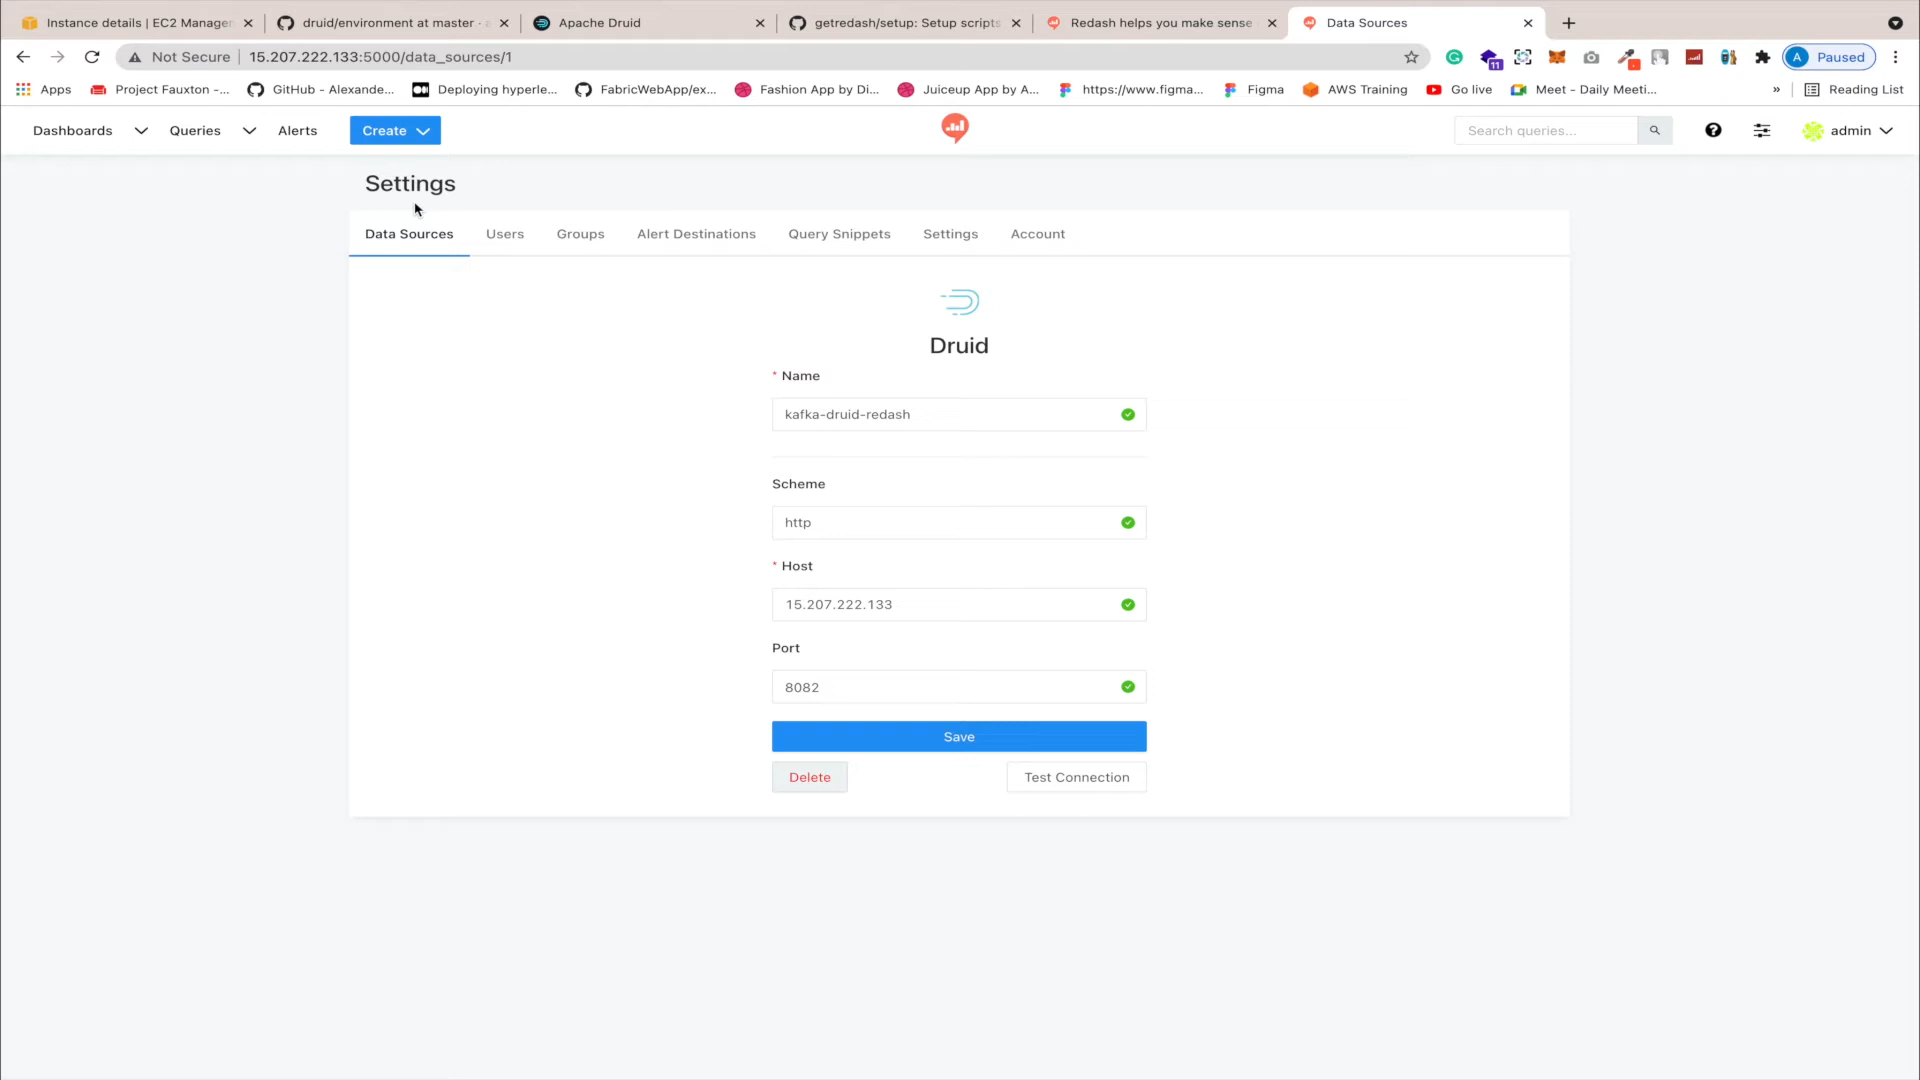 Instance details | EC2 Manager
druid/environment at master ·
Apache Druid
getredash/setup: Setup scripts
Redash helps you make sense
Data Sources
Not Secure
15.207.222.133:5000/data_sources/1
11
A Paused
Apps
Project Fauxton -...
GitHub - Alexande...
Deploying hyperle...
FabricWebApp/ex...
Fashion App by Di...
Juiceup App by A...
https://www.figma...
Figma
AWS Training
Go live
Meet - Daily Meeti...
»
Reading List
Dashboards
Queries
Alerts
Create
Search queries...
admin
Settings
Data Sources
Users
Groups
Alert Destinations
Query Snippets
Settings
Account
Druid
* Name
kafka-druid-redash
Scheme
http
* Host
15.207.222.133
Port
8082
Save
Delete
Test Connection